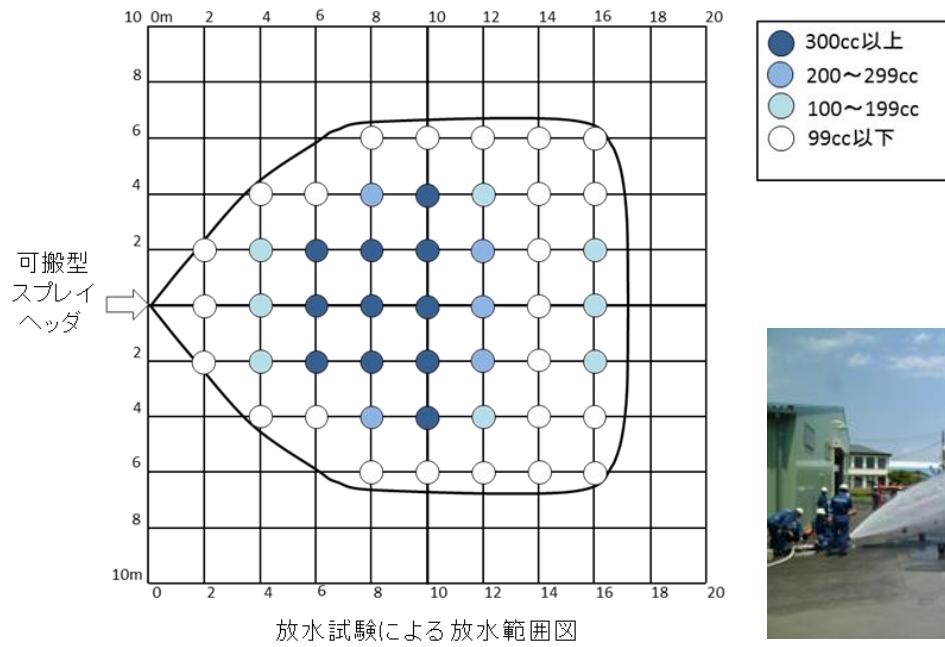 10 0m 2 4 6 8 10 12 14 16 18 20
8
6
4
2
2
4
6
8
10m
0 2 4 6 8 10 12 14 16 18 20
可搬型
スプレイ
ヘッダ
放水試験による放水範囲図
300cc以上
200～299cc
100～199cc
99cc以下